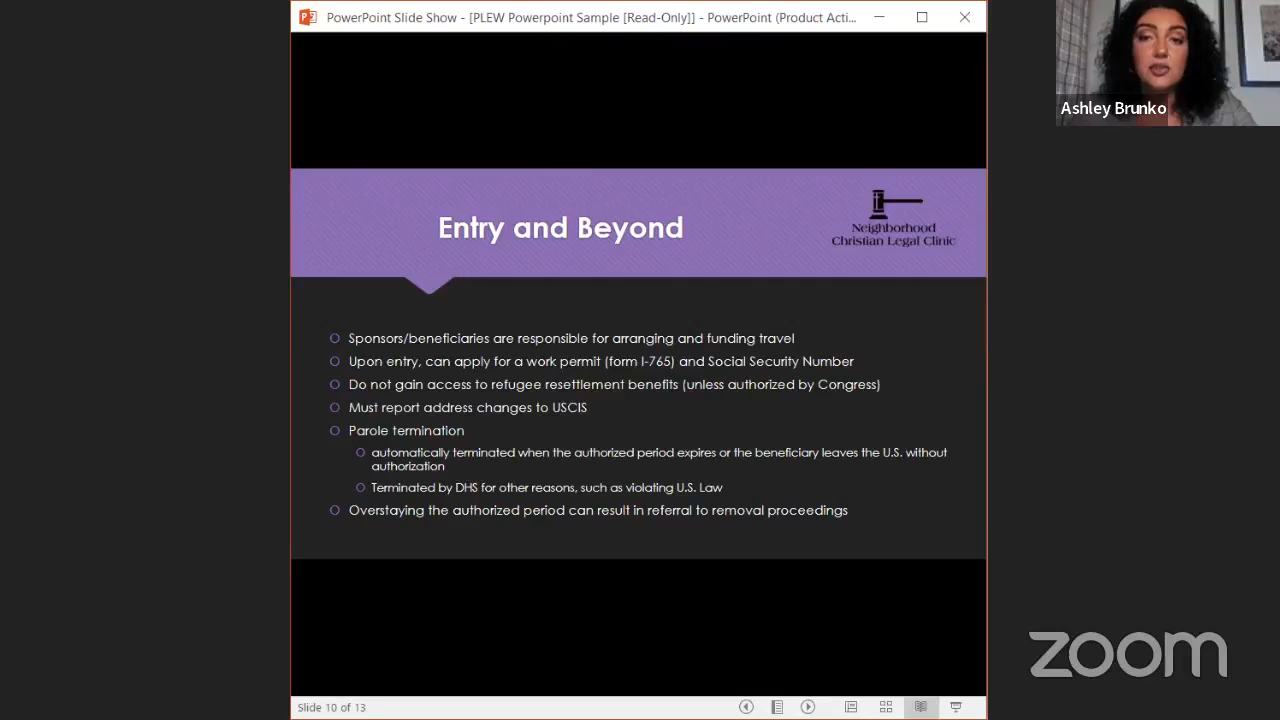 PowerPoint Slide Show - [PLEW Powerpoint Sample [Read-Only]] - PowerPoint (Product Acti...
Ashley Brunko
Entry and Beyond
Neighborhood
Christian Legal Clinic
Sponsors/beneficiaries are responsible for arranging and funding travel
Upon entry, can apply for a work permit (form I-765) and Social Security Number
Do not gain access to refugee resettlement benefits (unless authorized by Congress)
Must report address changes to USCIS
Parole termination
automatically terminated when the authorized period expires or the beneficiary leaves the U.S. without
authorization
Terminated by DHS for other reasons, such as violating U.S. Law
Overstaying the authorized period can result in referral to removal proceedings
zoom
Slide 10 of 13